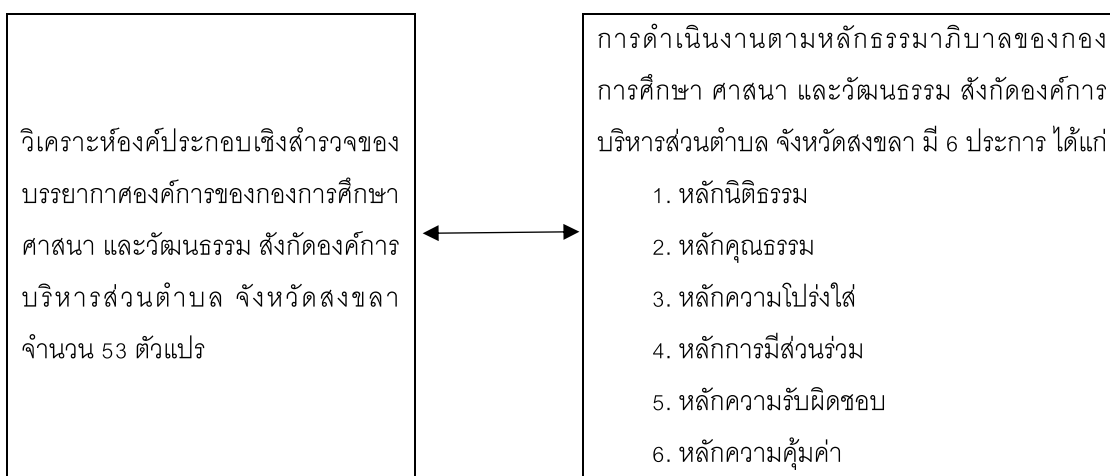 วิเคราะห์องค์ประกอบเชิงสำรวจของ
บรรยากาศองค์การของกองการศึกษา
ศาสนา และวัฒนธรรม สังกัดองค์การ
บริหารส่วนตำบล จังหวัดสงขลา
จำนวน 53 ตัวแปร
การดำเนินงานตามหลักธรรมาภิบาลของกอง
การศึกษา ศาสนา และวัฒนธรรม สังกัดองค์การ
บริหารส่วนตำบล จังหวัดสงขลา มี 6 ประการ ได้แก่
1. หลักนิติธรรม
2. หลักคุณธรรม
3. หลักความโปร่งใส่
4. หลักการมีส่วนร่วม
5. หลักความรับผิดชอบ
6. หลักความคุ้มค่า